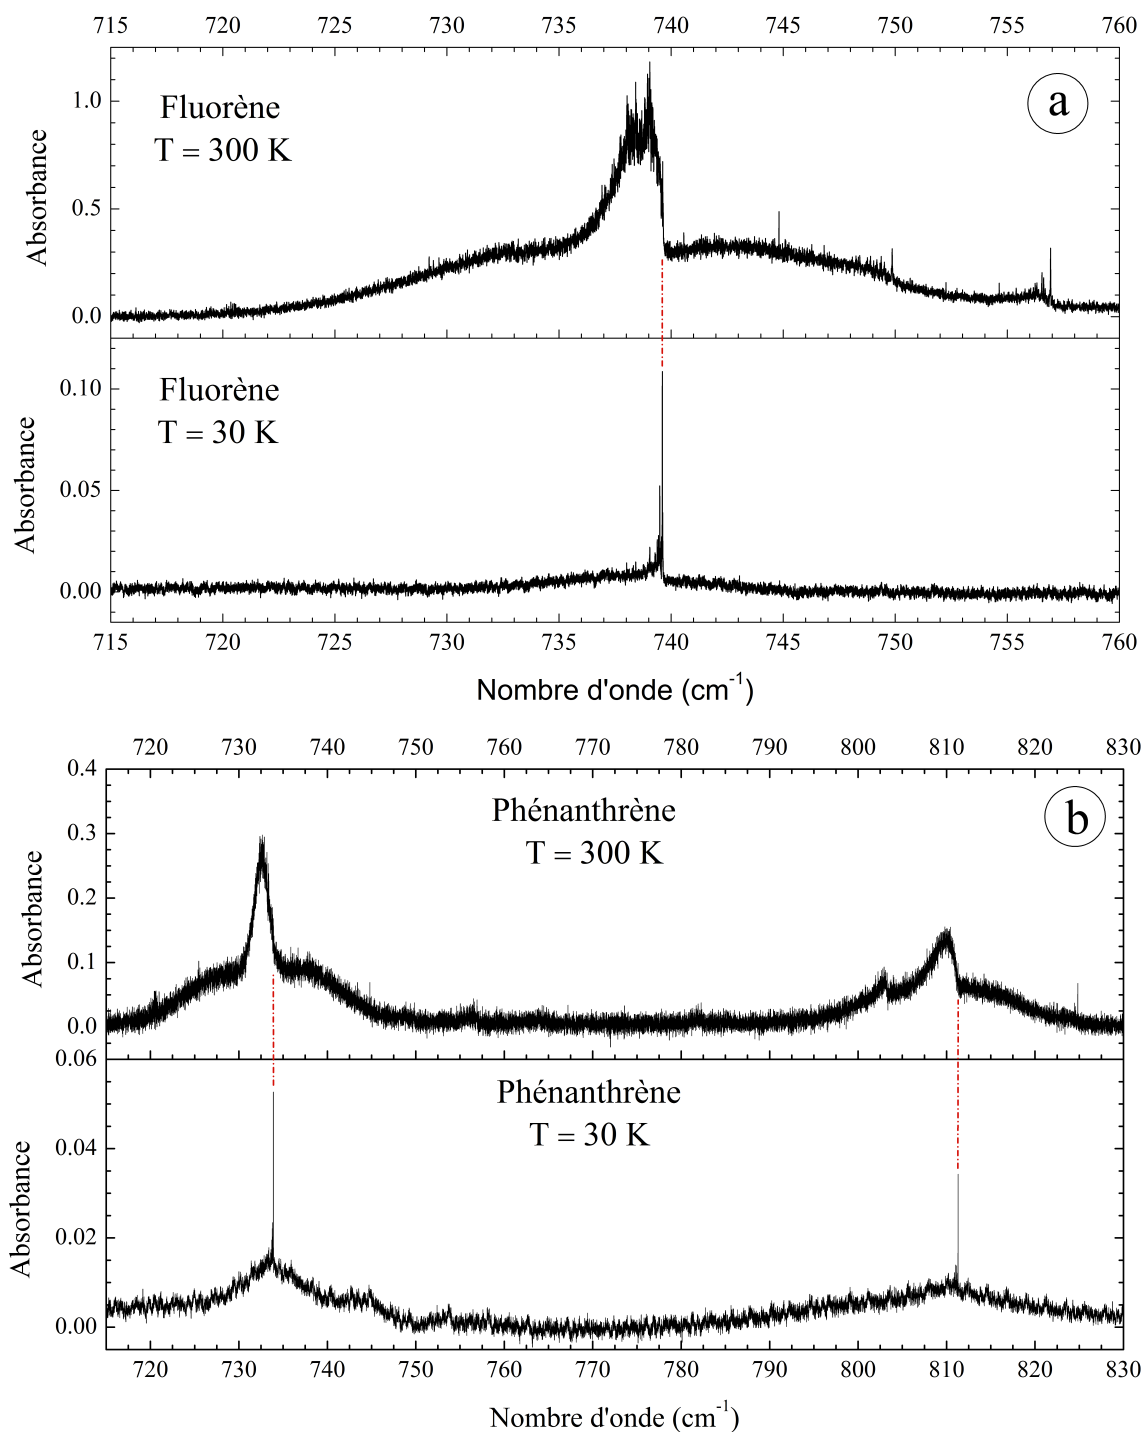 715 720 725 730 735 740 745 750 755 760
a
Fluorène
T = 300 K
Absorbance
1.0
0.5
0.0
Fluorène
T = 30 K
Absorbance
0.10
0.05
0.00
715 720 725 730 735 740 745 750 755 760
Nombre d'onde (cm⁻¹)
720 730 740 750 760 770 780 790 800 810 820 830
b
Phénanthrène
T = 300 K
Absorbance
0.4
0.3
0.2
0.1
0.0
Phénanthrène
T = 30 K
Absorbance
0.06
0.04
0.02
0.00
720 730 740 750 760 770 780 790 800 810 820 830
Nombre d'onde (cm⁻¹)